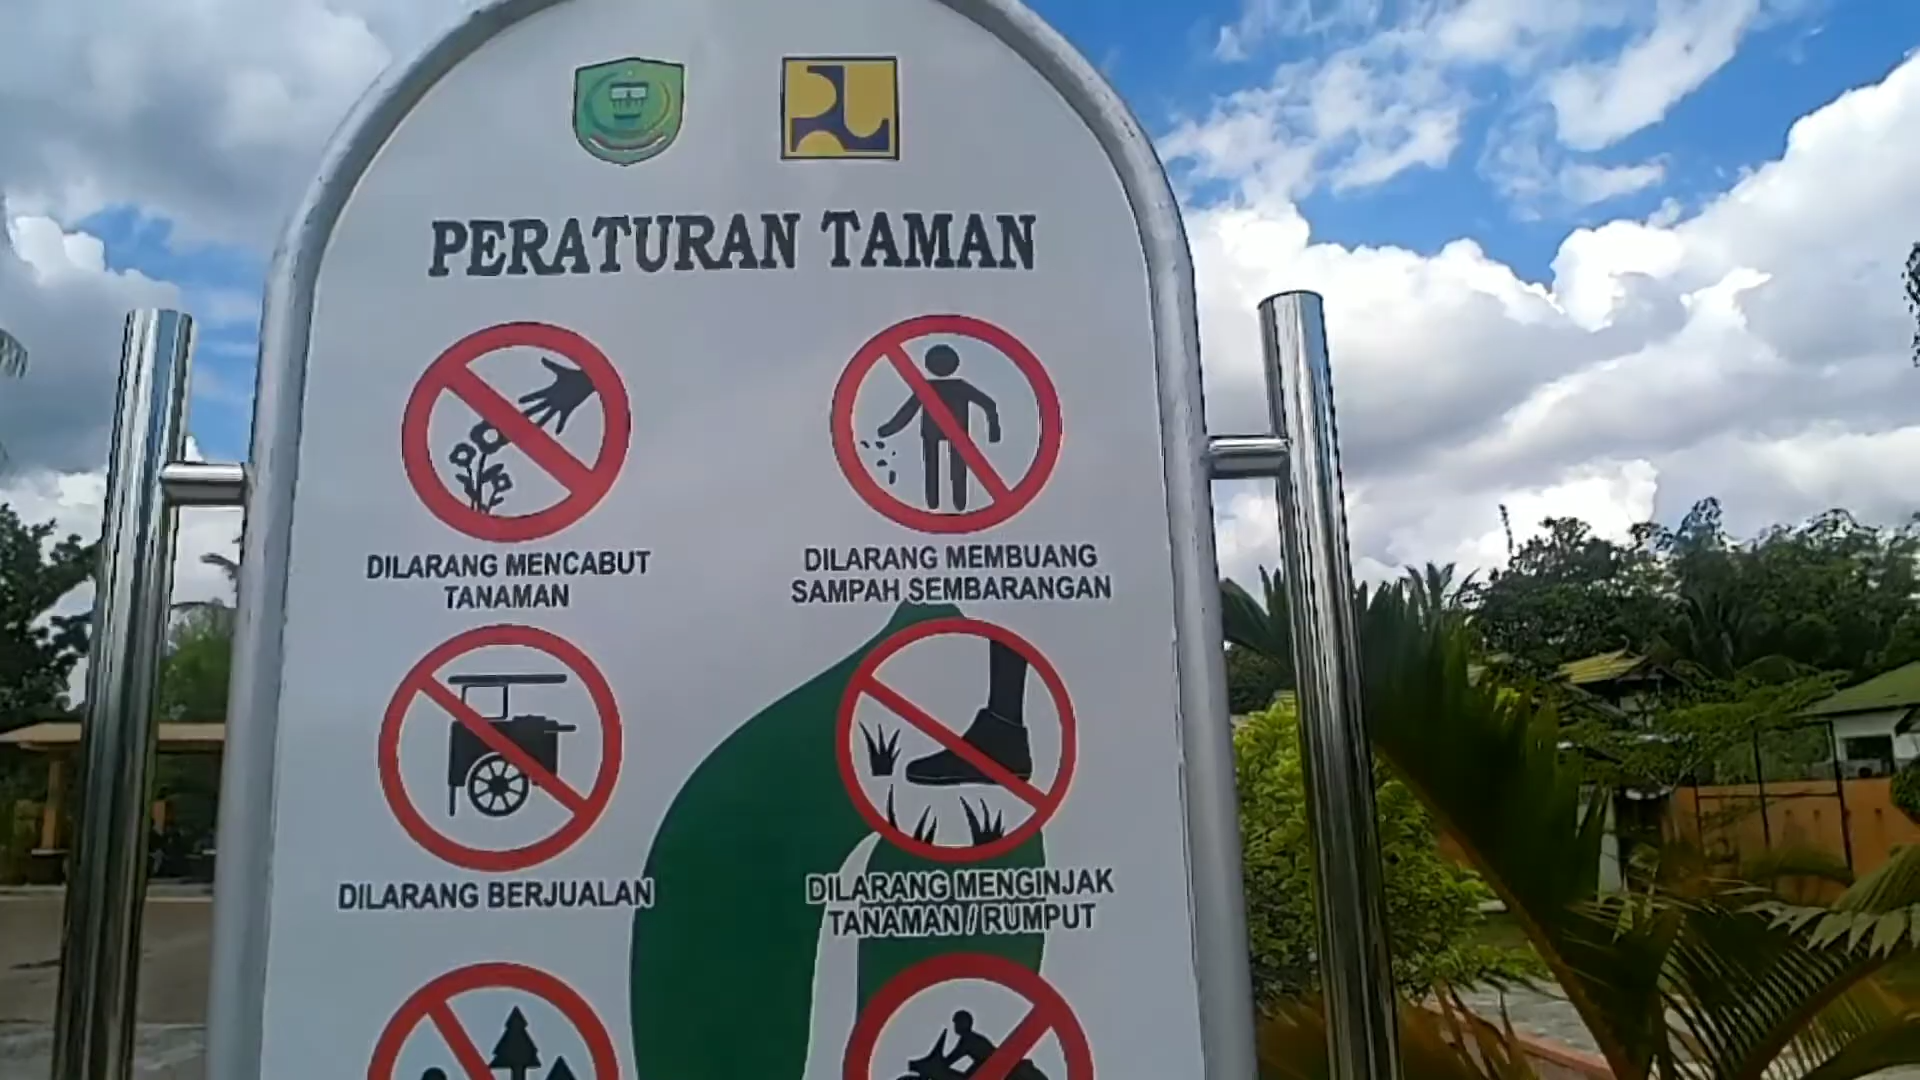 PERATURAN TAMAN
DILARANG MENCABUT
TANAMAN
DILARANG MEMBUANG
SAMPAH SEMBARANGAN
DILARANG BERJUALAN
DILARANG MENGINJAK
TANAMAN / RUMPUT